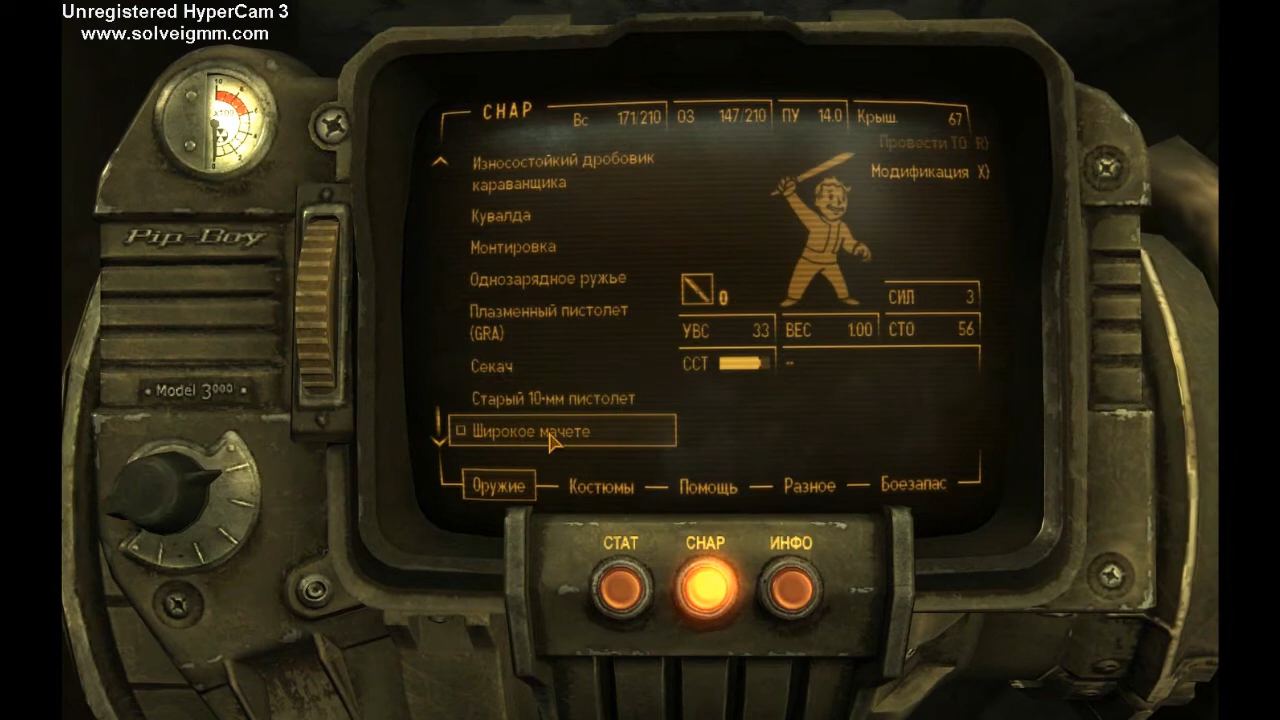 Unregistered HyperCam 3
www.solveigmm.com
СНАР
Вс 171/210
ОЗ 147/210
ПУ 14.0
Крыш. 67
Провести ТО R)
Модификация X)
Износостойкий дробовик
караванщика
Кувалда
Монтировка
Однозарядное ружье
Плазменный пистолет
(GRA)
Секач
Старый 10-мм пистолет
Широкое мачете
0
СИЛ 3
УВС 33
ВЕС 1.00
СТО 56
ССТ
--
Оружие
Костюмы
Помощь
Разное
Боезапас
Pip-Boy
Model 3000
СТАТ
СНАР
ИНФО